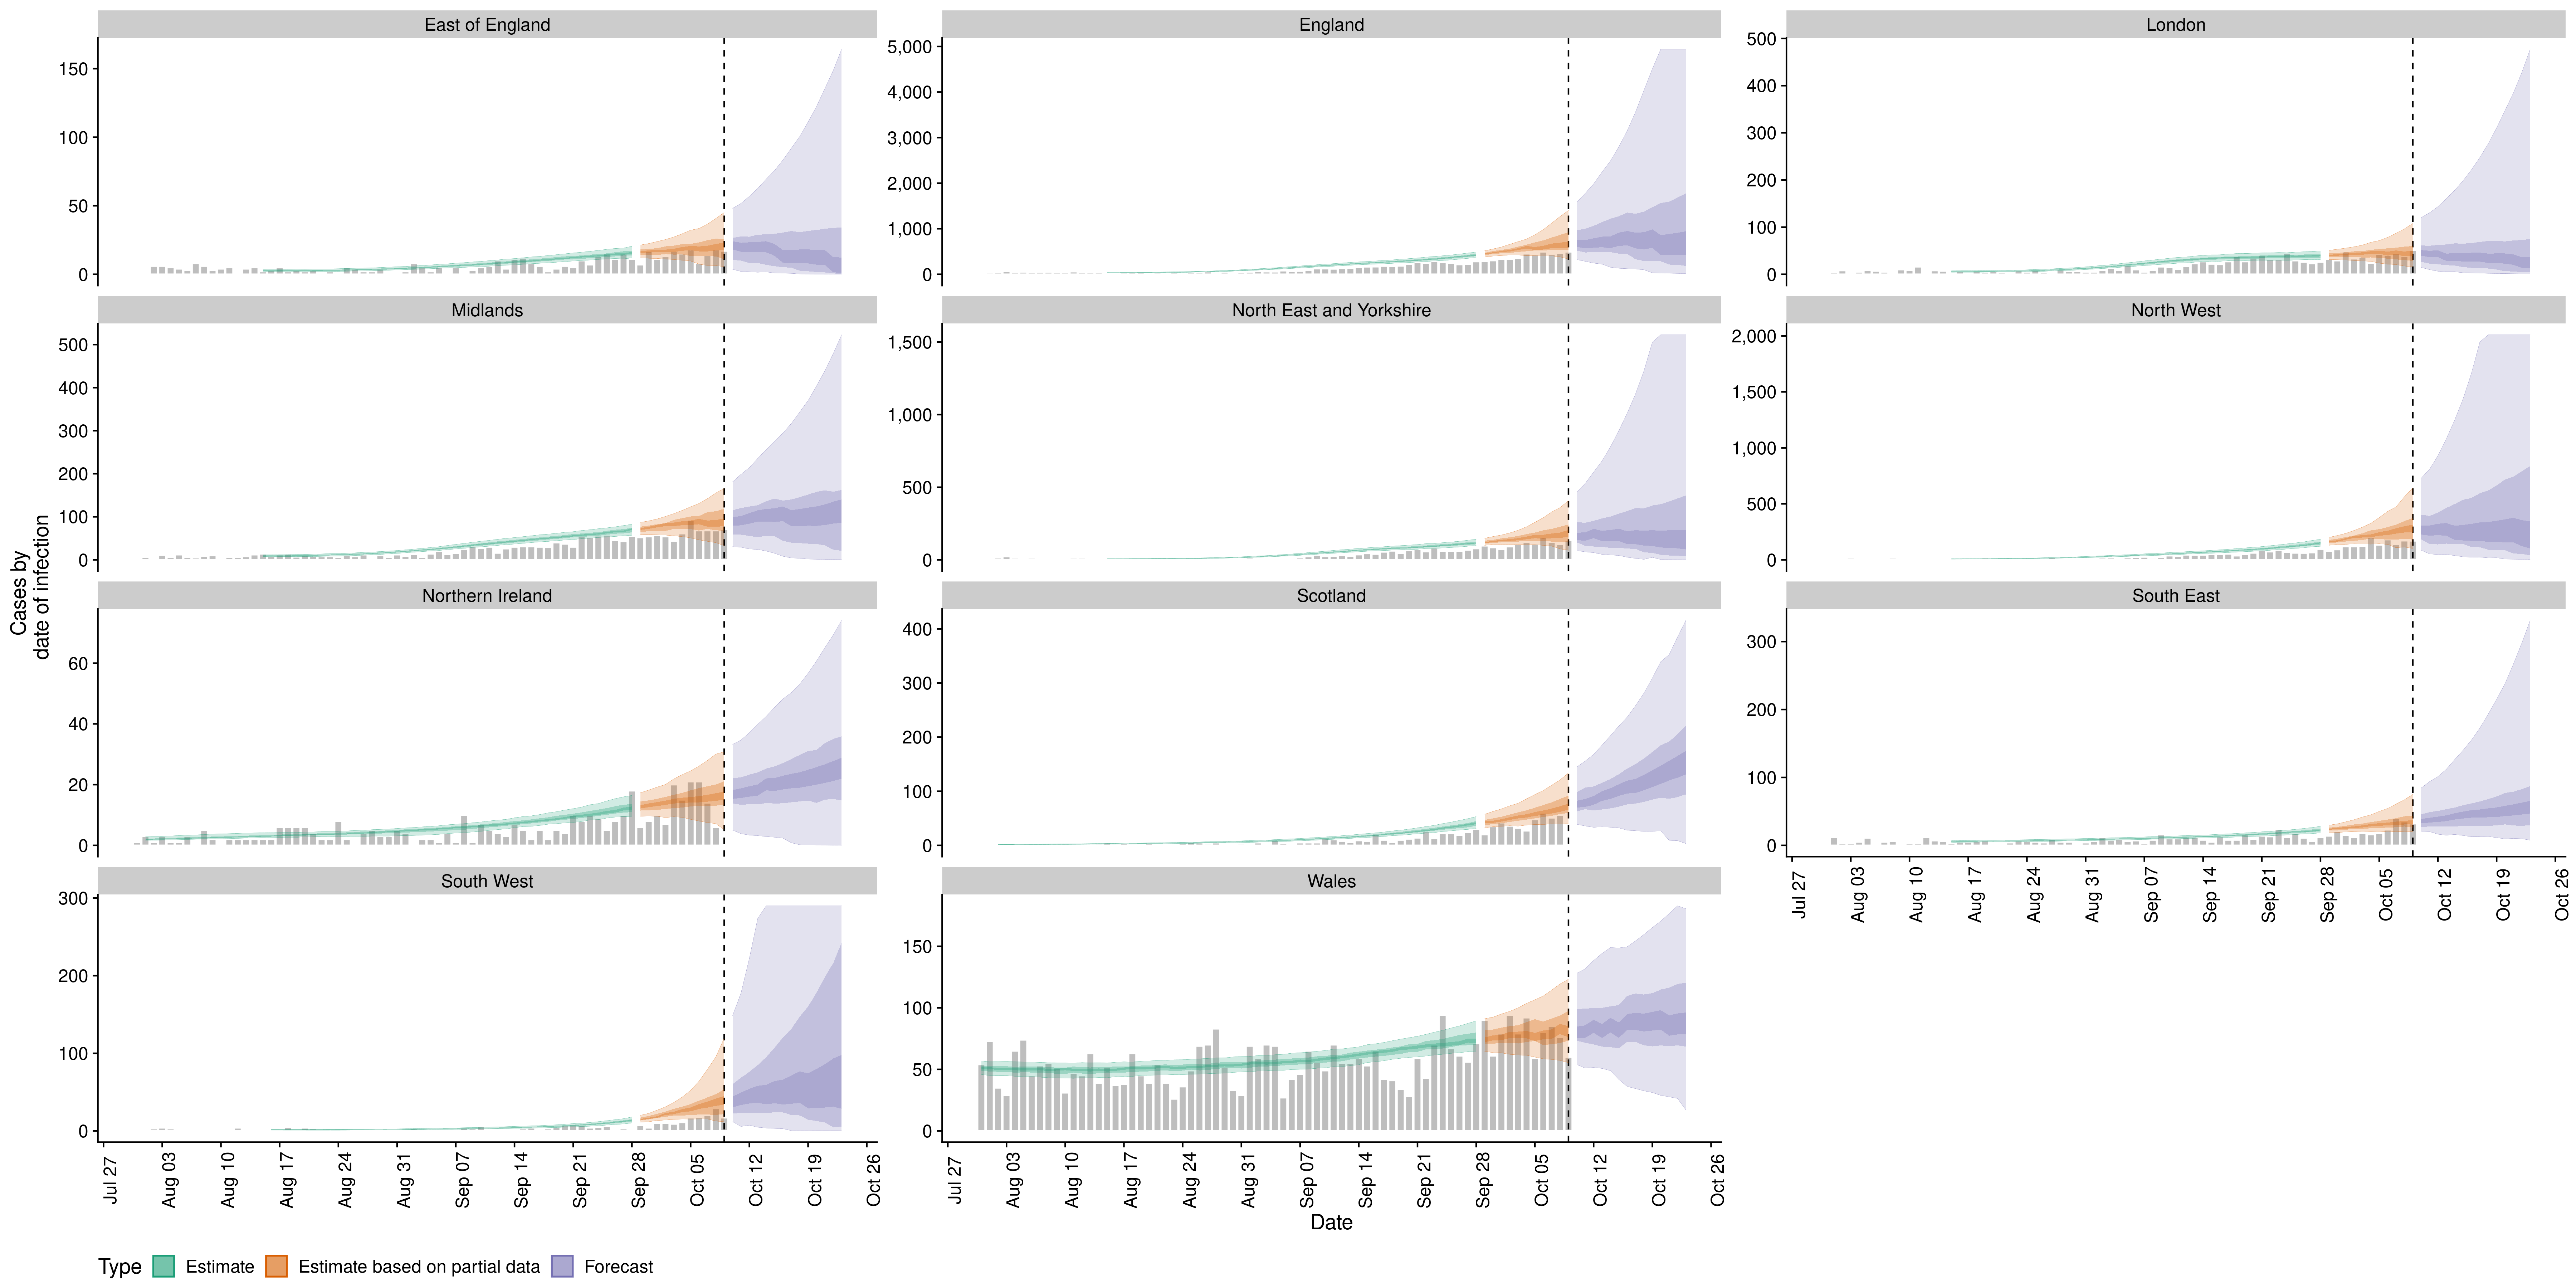 East of England
England
London
150
100
50
0
5,000
4,000
3,000
2,000
1,000
0
500
400
300
200
100
0
Midlands
North East and Yorkshire
North West
500
400
300
200
100
0
1,500
1,000
500
0
2,000
1,500
1,000
500
0
Cases by
date of infection
Northern Ireland
Scotland
South East
60
40
20
0
400
300
200
100
0
300
200
100
0
Jul 27
Aug 03
Aug 10
Aug 17
Aug 24
Aug 31
Sep 07
Sep 14
Sep 21
Sep 28
Oct 05
Oct 12
Oct 19
Oct 26
South West
Wales
300
200
100
0
150
100
50
0
Jul 27
Aug 03
Aug 10
Aug 17
Aug 24
Aug 31
Sep 07
Sep 14
Sep 21
Sep 28
Oct 05
Oct 12
Oct 19
Oct 26
Jul 27
Aug 03
Aug 10
Aug 17
Aug 24
Aug 31
Sep 07
Sep 14
Sep 21
Sep 28
Oct 05
Oct 12
Oct 19
Oct 26
Date
Type Estimate Estimate based on partial data Forecast